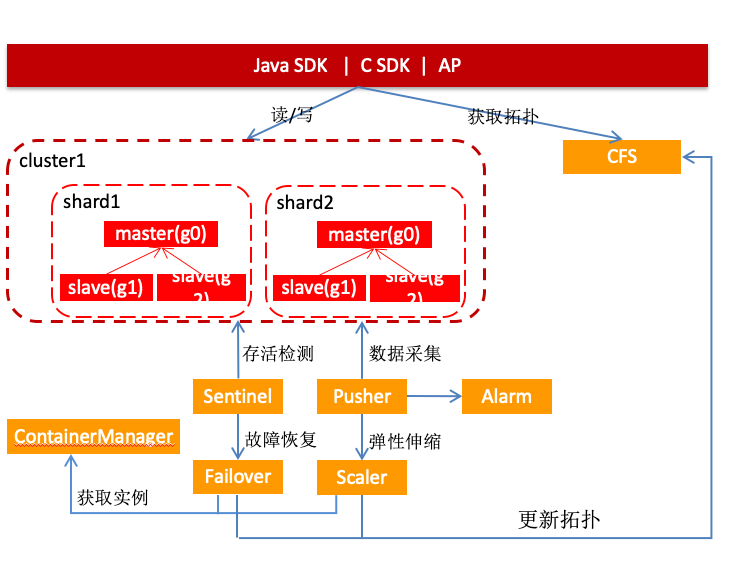 Java SDK | C SDK | AP
读/写
获取拓扑
CFS
cluster1
shard1
shard2
master(g0)
master(g0)
slave(g1)
slave(g
2)
slave(g1)
slave(g
2)
存活检测
数据采集
Sentinel
Pusher
Alarm
ContainerManager
故障恢复
弹性伸缩
Failover
Scaler
获取实例
更新拓扑